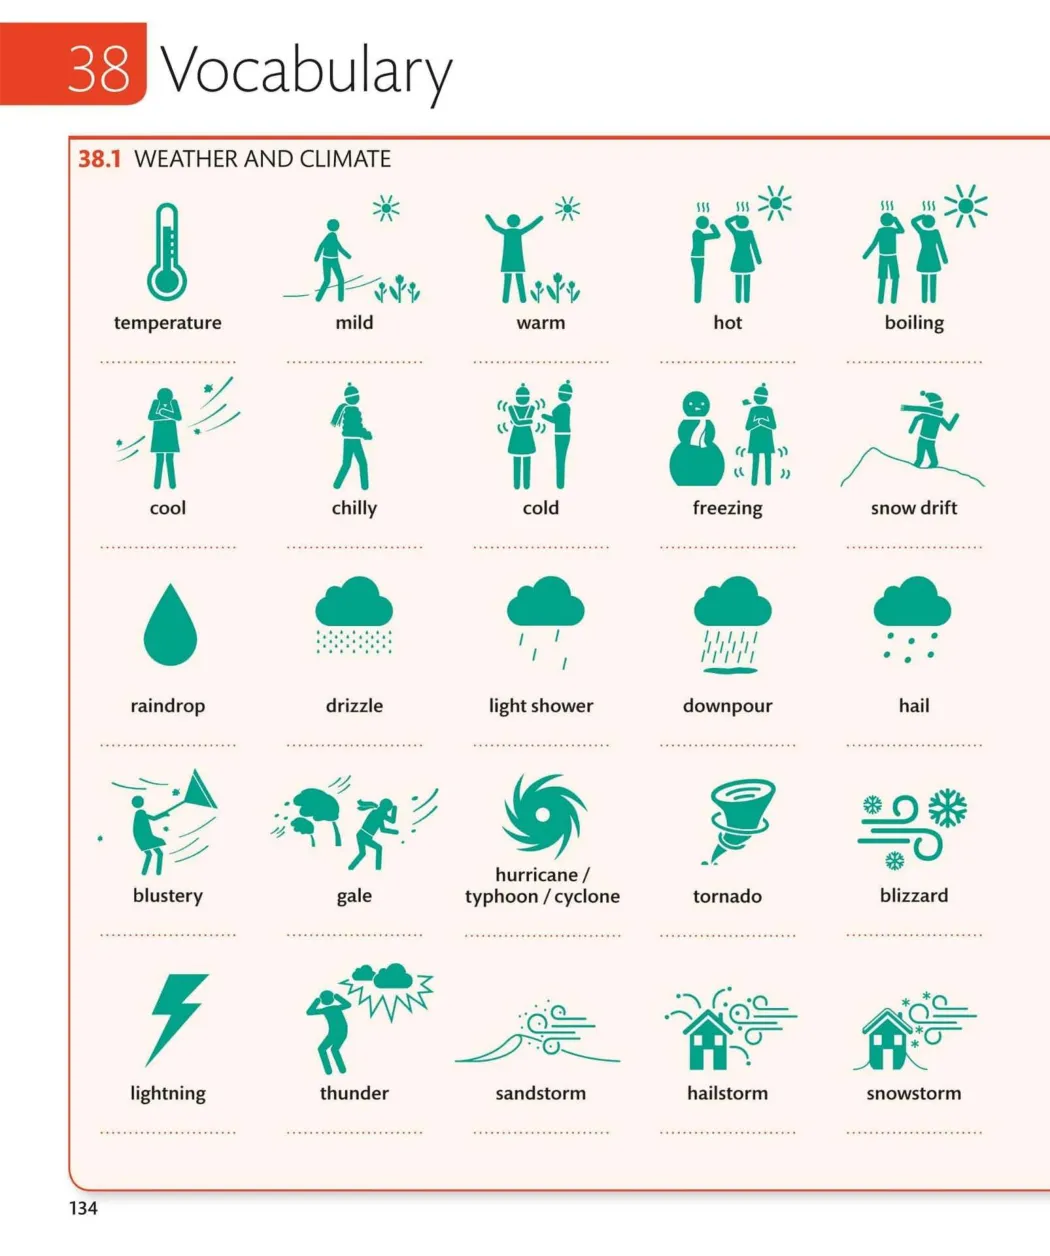 38 Vocabulary
38.1 WEATHER AND CLIMATE
temperature
mild
warm
hot
boiling
cool
chilly
cold
freezing
snow drift
raindrop
drizzle
light shower
downpour
hail
blustery
gale
hurricane /
typhoon / cyclone
tornado
blizzard
lightning
thunder
sandstorm
hailstorm
snowstorm
134